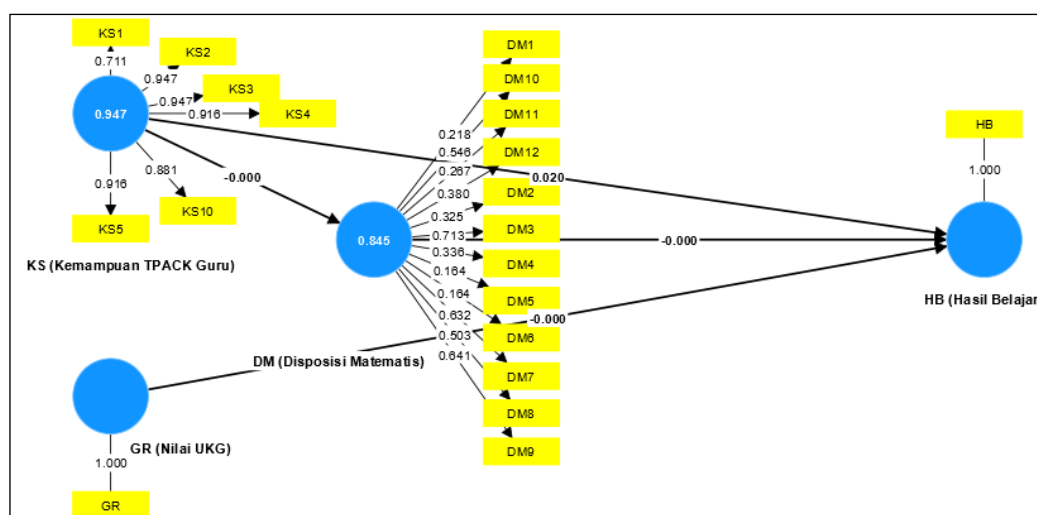 KS1
0.711
KS2
0.947
KS3
0.947
KS4
0.916
0.947
0.881
0.916
KS10
KS5
KS (Kemampuan TPACK Guru)
-0.000
DM1
DM10
DM11
DM12
DM2
DM3
DM4
DM5
DM6
DM7
DM8
DM9
0.218
0.546
0.267
0.380
0.325
0.713
0.336
0.164
0.164
0.632
0.503
0.641
0.845
DM (Disposisi Matematis)
0.020
-0.000
-0.000
HB
1.000
HB (Hasil Belajar
GR (Nilai UKG)
1.000
GR